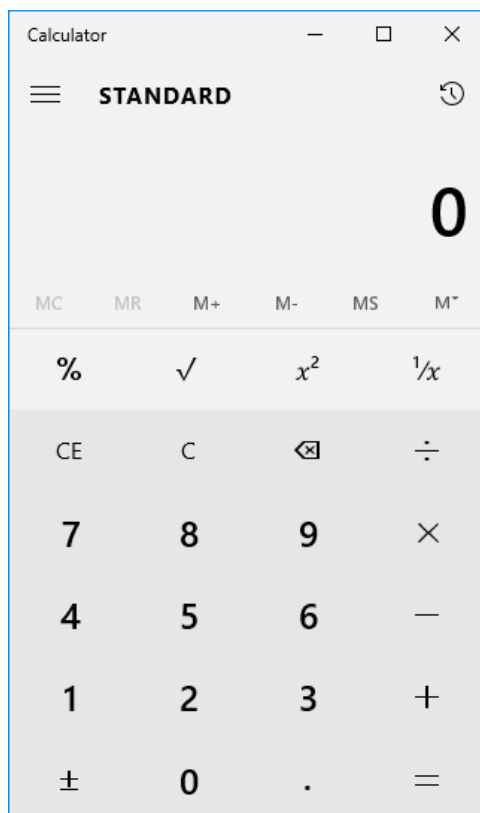 Calculator
STANDARD
0
MC MR M+ M- MS M˅
% √ x² ¹/x
CE C ÷
7 8 9 ×
4 5 6 −
1 2 3 +
± 0 . =